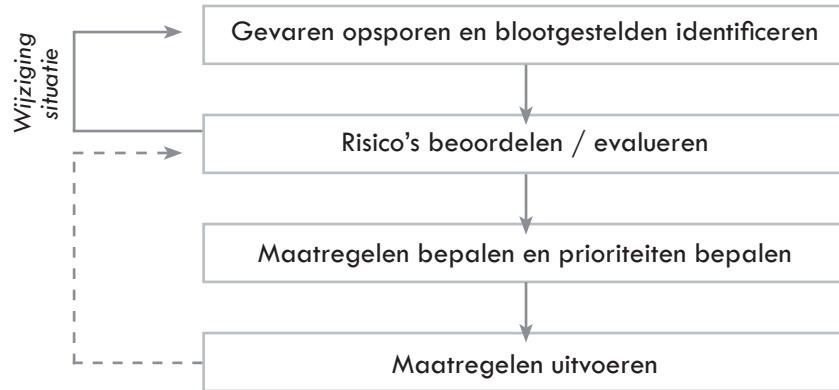 Gevaren opsporen en blootgestelden identificeren
Wijziging
situatie
Risico’s beoordelen / evalueren
Maatregelen bepalen en prioriteiten bepalen
Maatregelen uitvoeren